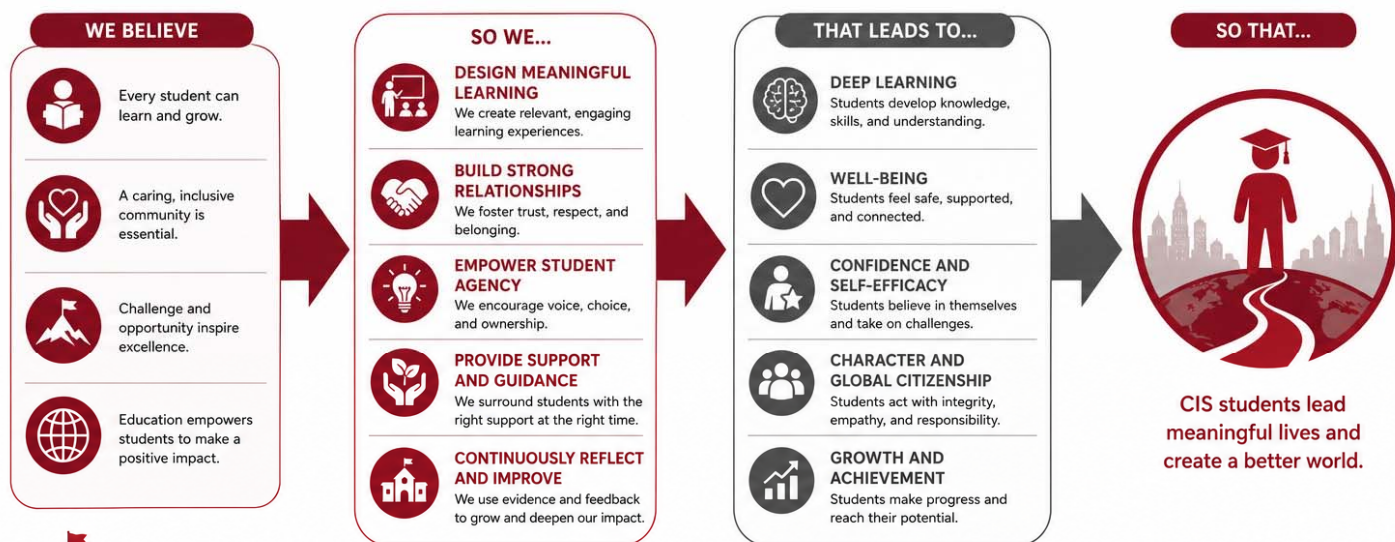 WE BELIEVE
Every student can
learn and grow.
A caring, inclusive
community is
essential.
Challenge and
opportunity inspire
excellence.
Education empowers
students to make a
positive impact.
SO WE...
DESIGN MEANINGFUL
LEARNING
We create relevant, engaging
learning experiences.
BUILD STRONG
RELATIONSHIPS
We foster trust, respect, and
belonging.
EMPOWER STUDENT
AGENCY
We encourage voice, choice,
and ownership.
PROVIDE SUPPORT
AND GUIDANCE
We surround students with the
right support at the right time.
CONTINUOUSLY REFLECT
AND IMPROVE
We use evidence and feedback
to grow and deepen our impact.
THAT LEADS TO...
DEEP LEARNING
Students develop knowledge,
skills, and understanding.
WELL-BEING
Students feel safe, supported,
and connected.
CONFIDENCE AND
SELF-EFFICACY
Students believe in themselves
and take on challenges.
CHARACTER AND
GLOBAL CITIZENSHIP
Students act with integrity,
empathy, and responsibility.
GROWTH AND
ACHIEVEMENT
Students make progress and
reach their potential.
SO THAT...
CIS students lead
meaningful lives and
create a better world.